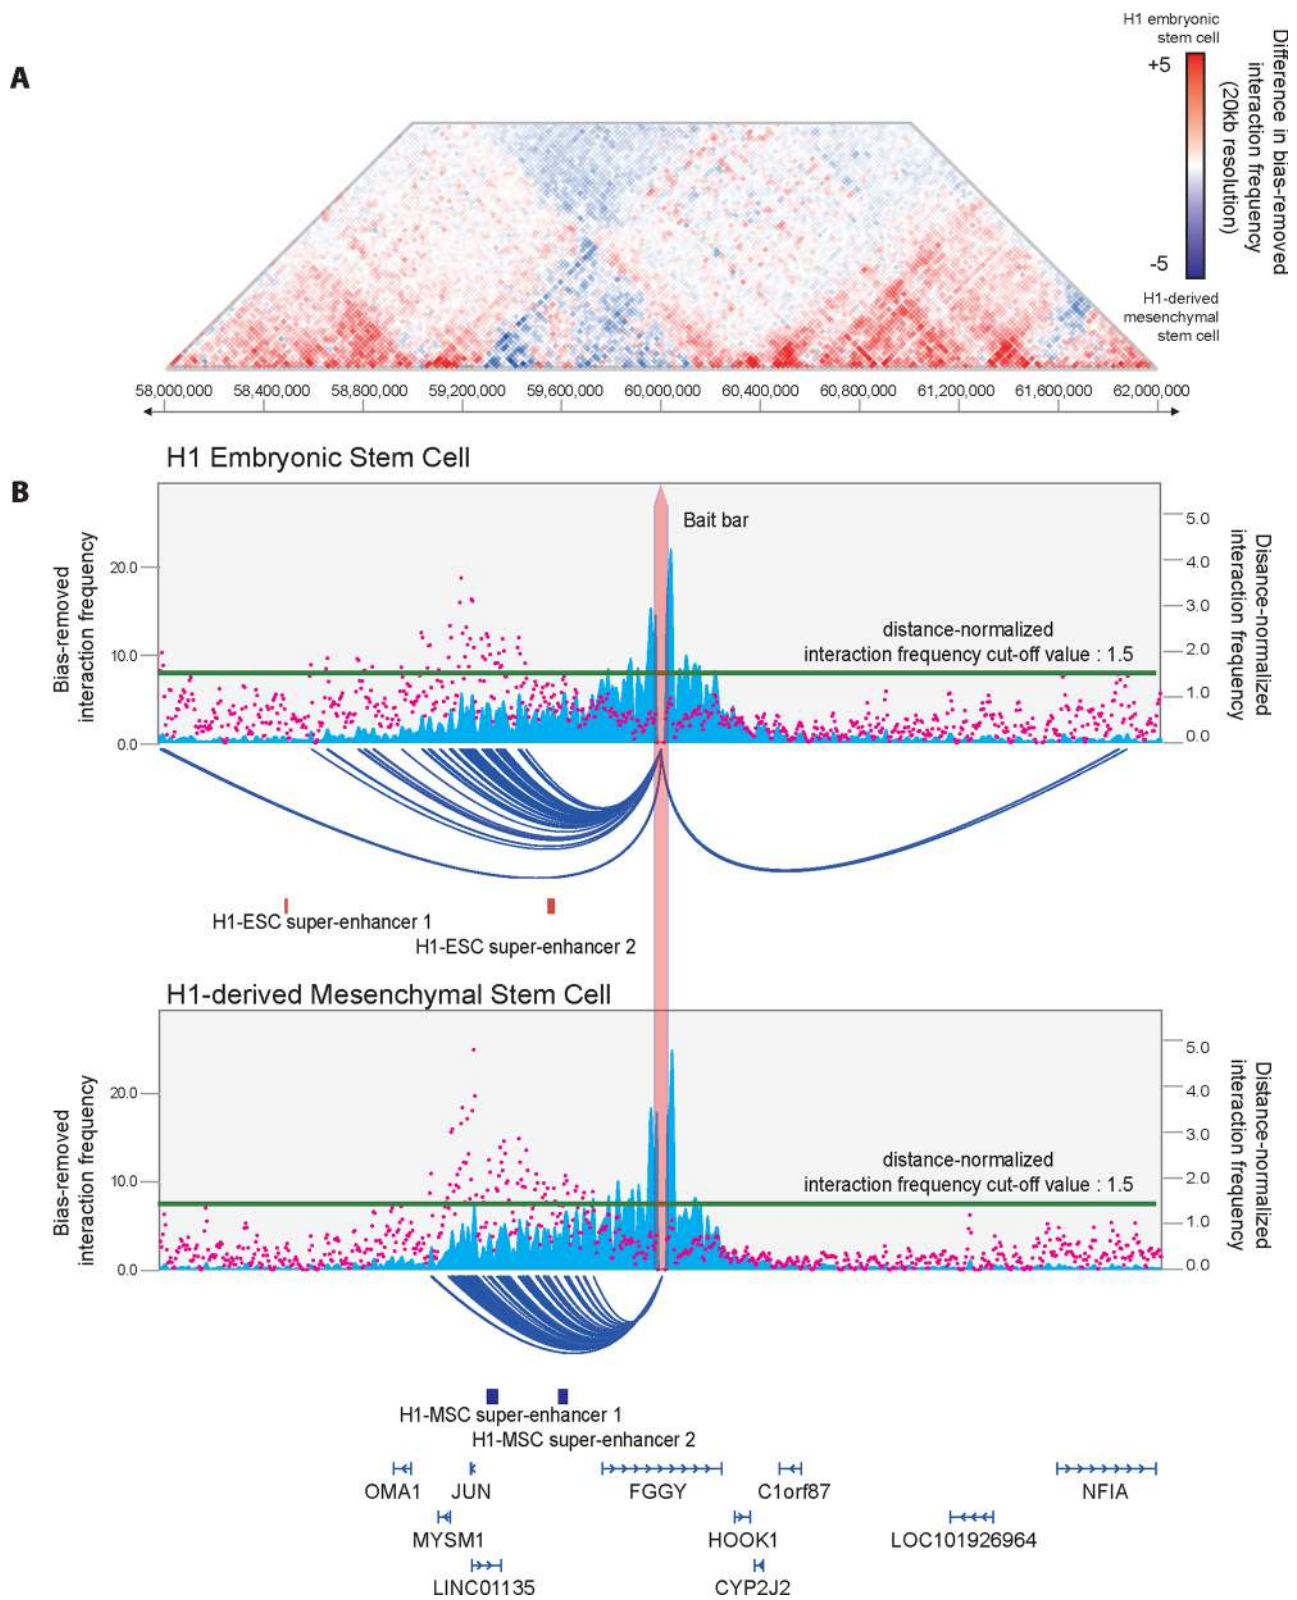 A
H1 embryonic
stem cell
+5
-5
H1-derived
mesenchymal
stem cell
Difference in bias-removed
interaction frequency
(20kb resolution)
58,000,000 58,400,000 58,800,000 59,200,000 59,600,000 60,000,000 60,400,000 60,800,000 61,200,000 61,600,000 62,000,000
H1 Embryonic Stem Cell
B
Bias-removed
interaction frequency
20.0
10.0
0.0
Bait bar
distance-normalized
interaction frequency cut-off value : 1.5
5.0
4.0
3.0
2.0
1.0
0.0
Disance-normalized
interaction frequency
H1-ESC super-enhancer 1
H1-ESC super-enhancer 2
H1-derived Mesenchymal Stem Cell
Bias-removed
interaction frequency
20.0
10.0
0.0
distance-normalized
interaction frequency cut-off value : 1.5
5.0
4.0
3.0
2.0
1.0
0.0
Distance-normalized
interaction frequency
H1-MSC super-enhancer 1
H1-MSC super-enhancer 2
OMA1 JUN FGGY C1orf87 NFIA
MYSM1 HOOK1 LOC101926964
LINC01135 CYP2J2